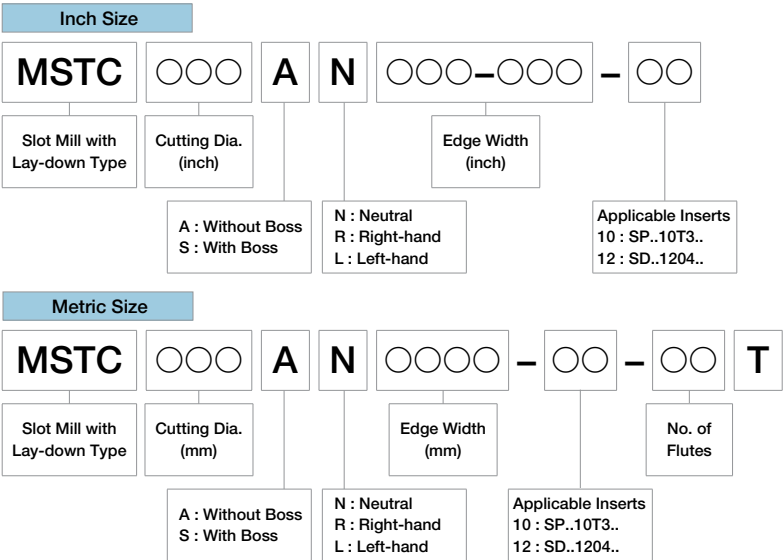 Inch Size
MSTC ○○○ A N ○○○–○○○ – ○○
Slot Mill with
Lay-down Type
Cutting Dia.
(inch)
Edge Width
(inch)
A : Without Boss
S : With Boss
N : Neutral
R : Right-hand
L : Left-hand
Applicable Inserts
10 : SP..10T3..
12 : SD..1204..
Metric Size
MSTC ○○○ A N ○○○○ – ○○ – ○○ T
Slot Mill with
Lay-down Type
Cutting Dia.
(mm)
Edge Width
(mm)
No. of
Flutes
A : Without Boss
S : With Boss
N : Neutral
R : Right-hand
L : Left-hand
Applicable Inserts
10 : SP..10T3..
12 : SD..1204..